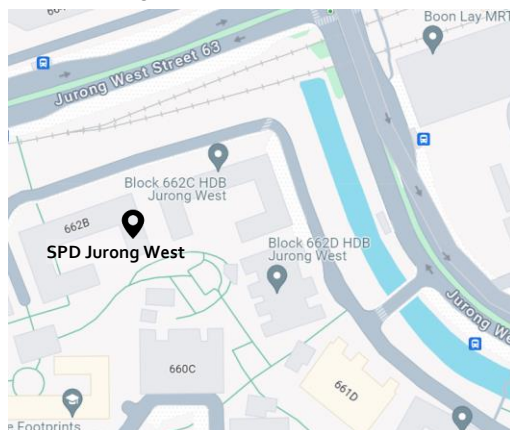 Boon Lay MRT
Jurong West Street 63
Block 662C HDB
Jurong West
662B
SPD Jurong West
Block 662D HDB
Jurong West
Jurong We
660C
661D
Footprints